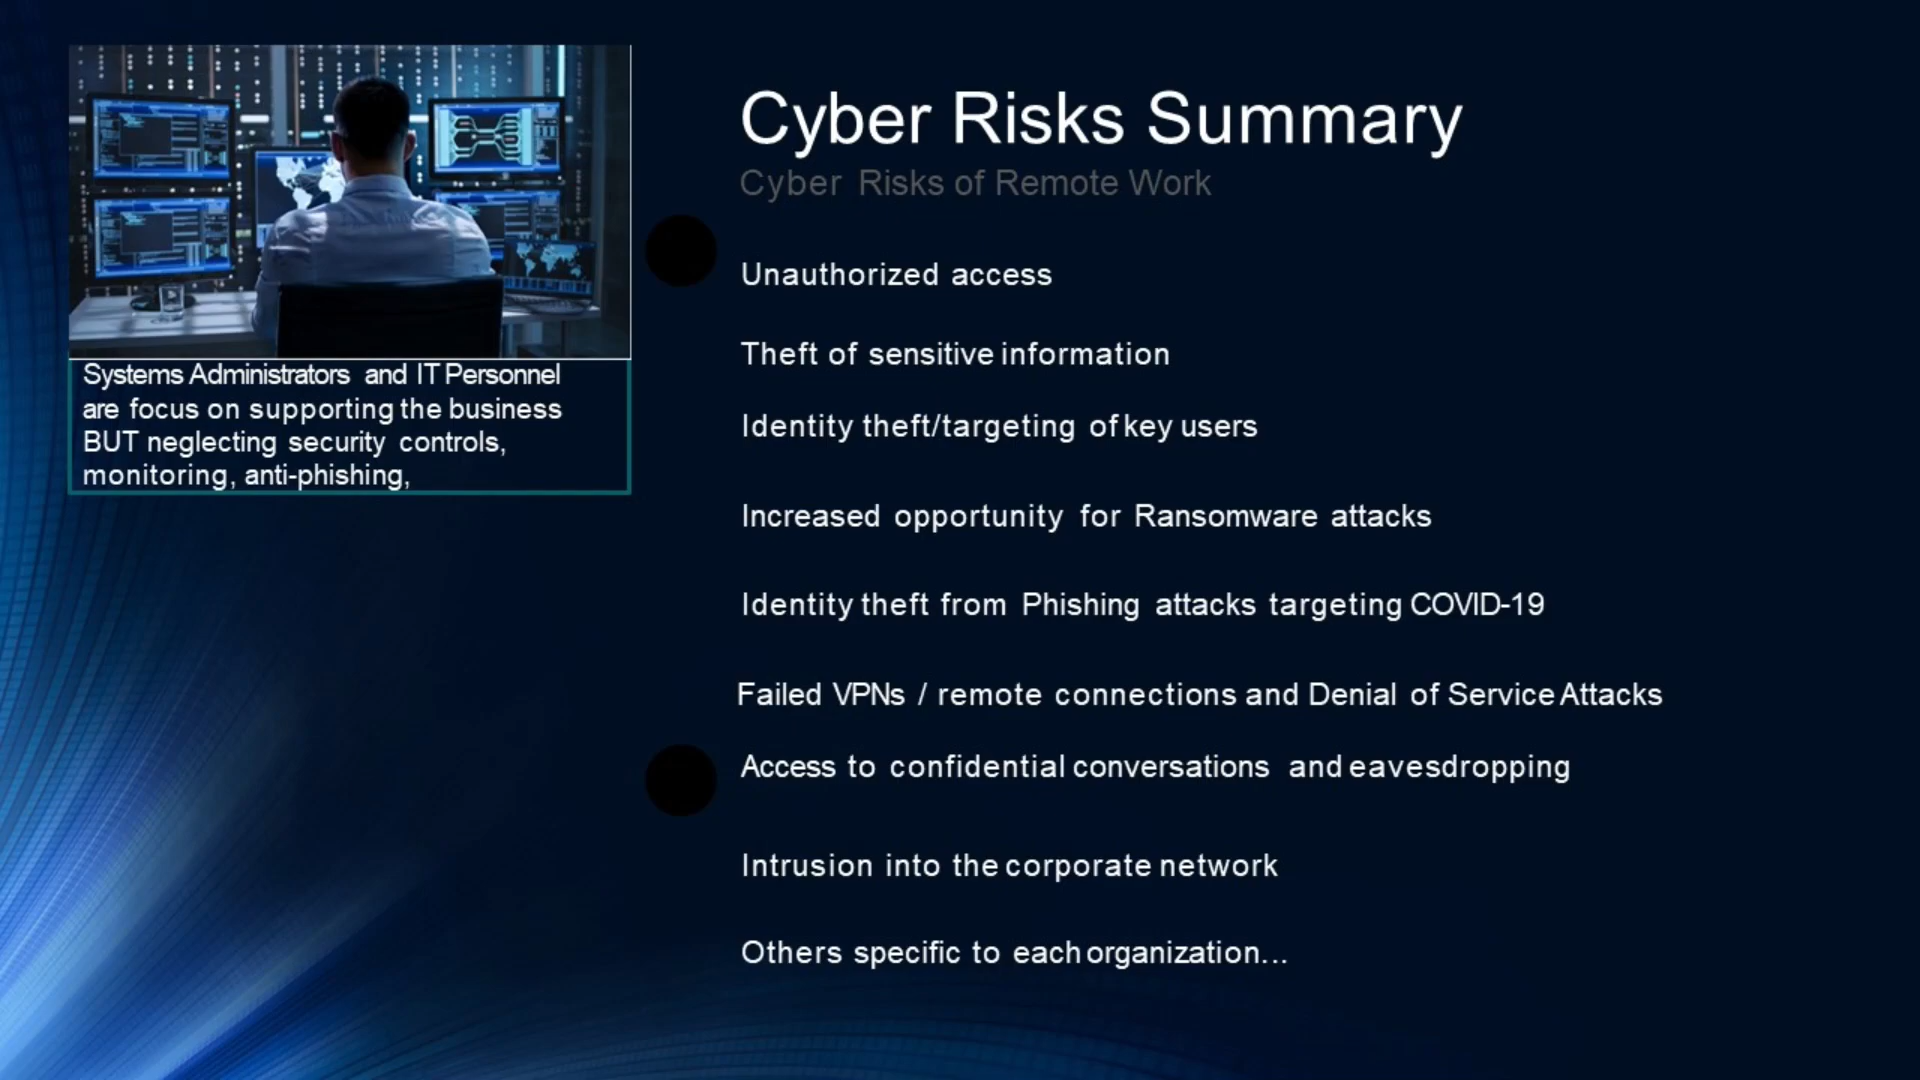 Cyber Risks Summary
Cyber Risks of Remote Work
Systems Administrators and IT Personnel
are focus on supporting the business
BUT neglecting security controls,
monitoring, anti-phishing,
Unauthorized access
Theft of sensitive information
Identity theft/targeting of key users
Increased opportunity for Ransomware attacks
Identity theft from Phishing attacks targeting COVID-19
Failed VPNs / remote connections and Denial of Service Attacks
Access to confidential conversations and eavesdropping
Intrusion into the corporate network
Others specific to each organization...